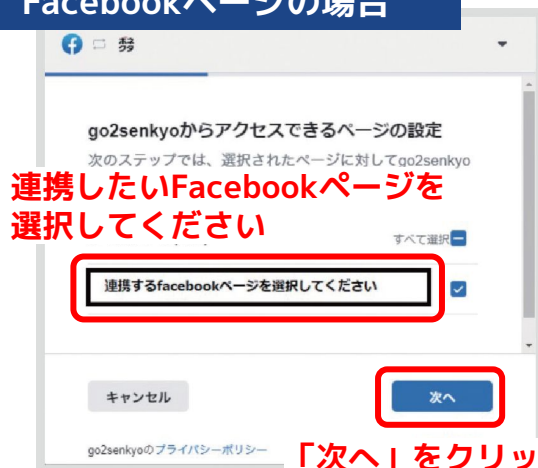 Facebookページの場合
go2senkyoからアクセスできるページの設定
次のステップでは、選択されたページに対してgo2senkyo
連携したいFacebookページを
選択してください
すべて選択
連携するfacebookページを選択してください
キャンセル
次へ
go2senkyoのプライバシーポリシー
「次へ」をクリッ